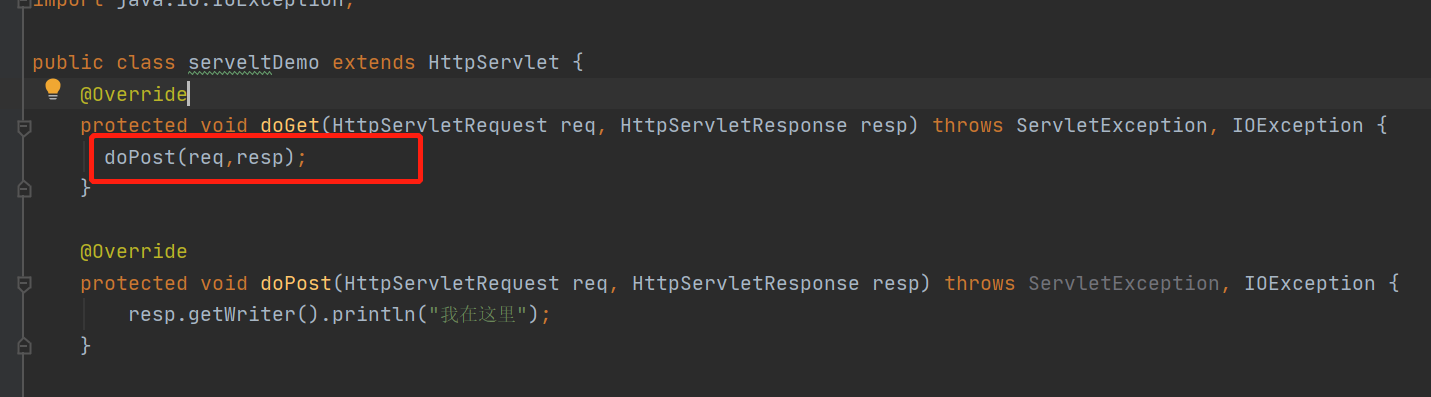 import java.io.IOException;
public class serveltDemo extends HttpServlet {
@Override
protected void doGet(HttpServletRequest req, HttpServletResponse resp) throws ServletException, IOException {
doPost(req,resp);
}
@Override
protected void doPost(HttpServletRequest req, HttpServletResponse resp) throws ServletException, IOException {
resp.getWriter().println("我在这里");
}